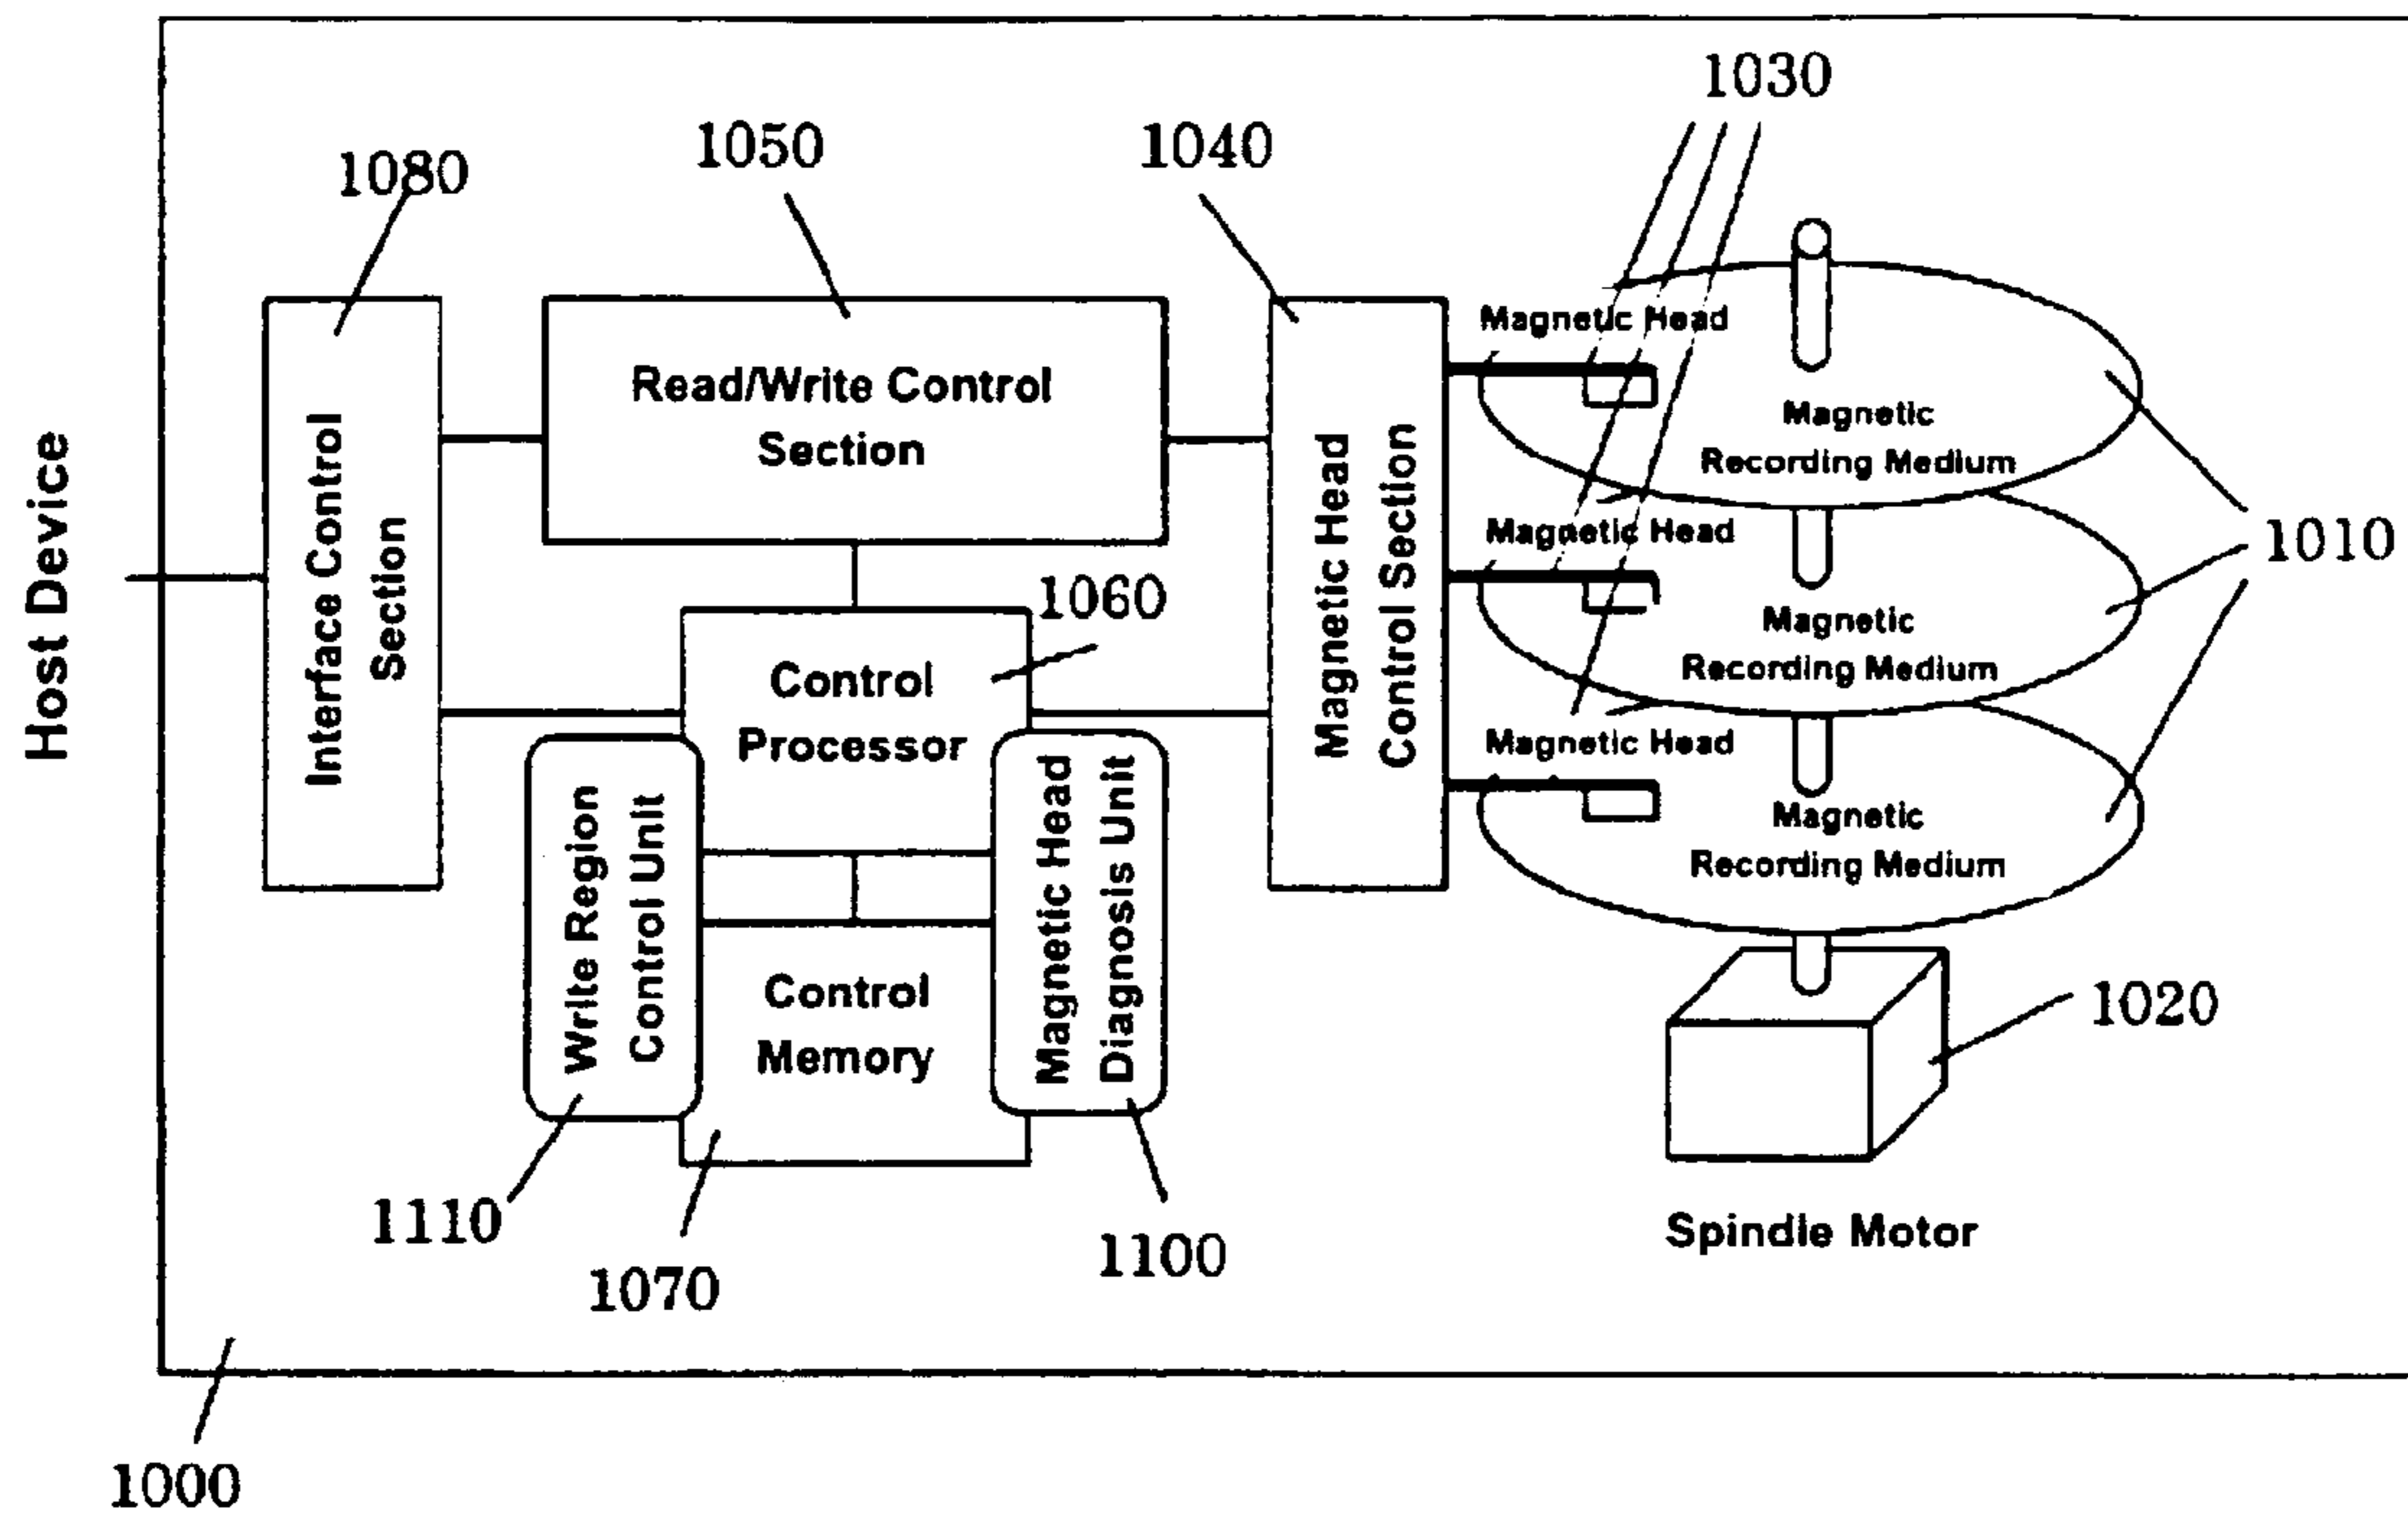 1030
1050
1040
1080
Magnetic Head
Read/Write Control
Section
Magnetic
Recording Medium
Host Device
Interface Control
Section
Magnetic Head
Control Section
Magnetic Head
1010
1060
Magnetic
Recording Medium
Control
Processor
Magnetic Head
Write Region
Control Unit
Magnetic Head
Diagnosis Unit
Magnetic
Recording Medium
Control
Memory
1020
1110
1070
1100
Spindle Motor
1000